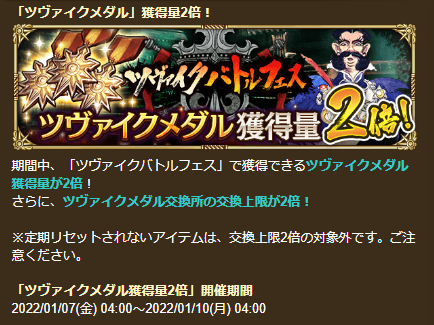 「ツヴァイクメダル」獲得量2倍！
ツヴァイクバトルフェス
ツヴァイクメダル獲得量2倍!
期間中、「ツヴァイクバトルフェス」で獲得できるツヴァイクメダル
獲得量が2倍！
さらに、ツヴァイクメダル交換所の交換上限が2倍！
※定期リセットされないアイテムは、交換上限2倍の対象外です。ご注
意ください。
「ツヴァイクメダル獲得量2倍」開催期間
2022/01/07(金) 04:00～2022/01/10(月) 04:00